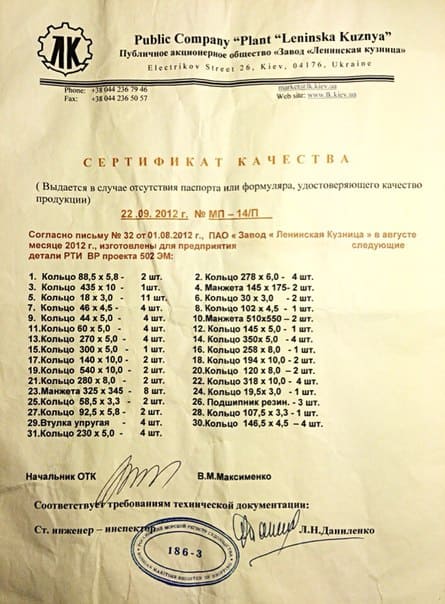 ЛК
Public Company “Plant “Leninska Kuznya”
Публичное акционерное общество «Завод «Ленинская кузница»
Electrikov Street 26, Kiev, 04176, Ukraine
Phone: +38 044 236 79 46 market@lk.kiev.ua
Fax: +38 044 236 50 57 Web site: www.lk.kiev.ua
СЕРТИФИКАТ КАЧЕСТВА
( Выдается в случае отсутствия паспорта или формуляра, удостоверяющего качество
продукции)
22 .09. 2012 г. № МП – 14/П
Согласно письму № 32 от 01.08.2012 г., ПАО « Завод « Ленинская Кузница » в августе
месяце 2012 г., изготовлены для предприятия следующие
детали РТИ ВР проекта 502 ЭМ:
1. Кольцо 88,5 х 5,8 - 2 шт. 2. Кольцо 278 х 6,0 - 4 шт.
3. Кольцо 435 х 10 - 1шт. 4. Манжета 145 х 175- 2 шт.
5. Кольцо 18 х 3,0 - 11 шт. 6. Кольцо 30 х 3,0 - 2 шт.
7. Кольцо 46 х 4,5 - 4 шт. 8. Кольцо 102 х 4,5 - 1 шт.
9. Кольцо 44 х 5,0 - 4 шт. 10.Манжета 510х550 – 2 шт.
11.Кольцо 60 х 5,0 - 4 шт. 12. Кольцо 145 х 5,0 - 1 шт.
13.Кольцо 270 х 5,0 - 4 шт. 14. Кольцо 350х 5,0 - 4 шт.
15.Кольцо 300 х 5,0 - 1 шт. 16. Кольцо 258 х 8,0 - 1 шт.
17.Кольцо 140 х 10,0 - 2 шт. 18. Кольцо 194 х 10,0 - 2 шт.
19.Кольцо 540 х 10,0 - 2 шт. 20. Кольцо 120 х 8,0 – 2 шт.
21.Кольцо 280 х 8,0 - 2 шт. 22. Кольцо 318 х 10,0 - 4 шт.
23.Манжета 325 х 345 - 8 шт. 24. Кольцо 19,5х 3,0 - 1 шт.
25.Кольцо 58,5 х 3,3 - 2 шт. 26. Подшипник резин. - 3 шт.
27.Кольцо 92,5 х 5,8 - 2 шт. 28. Кольцо 107,5 х 3,3 - 1 шт.
29.Втулка упругая - 4 шт. 30.Кольцо 146,5 х 4,5 – 4 шт.
31.Кольцо 230 х 5,0 - 4 шт.
Начальник ОТК В.М.Максименко
Соответствует требованиям технической документации:
Ст. инженер – инспектор Л.Н.Даниленко
186-3